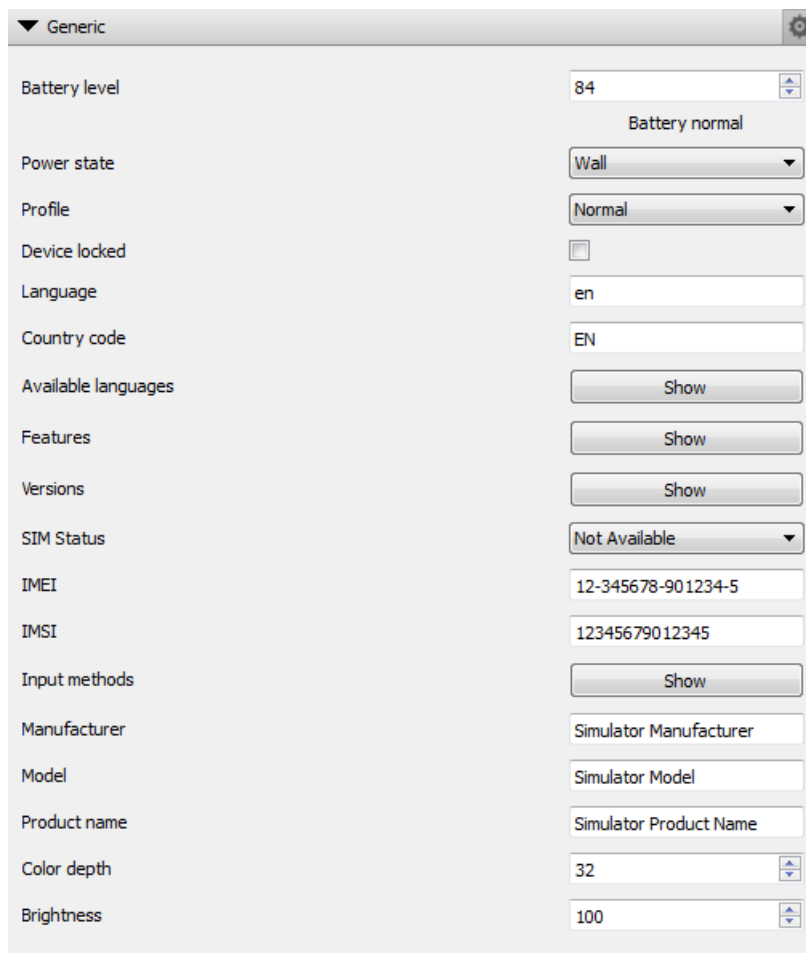 Generic
Battery level 84
Battery normal
Power state Wall
Profile Normal
Device locked
Language en
Country code EN
Available languages Show
Features Show
Versions Show
SIM Status Not Available
IMEI 12-345678-901234-5
IMSI 12345679012345
Input methods Show
Manufacturer Simulator Manufacturer
Model Simulator Model
Product name Simulator Product Name
Color depth 32
Brightness 100